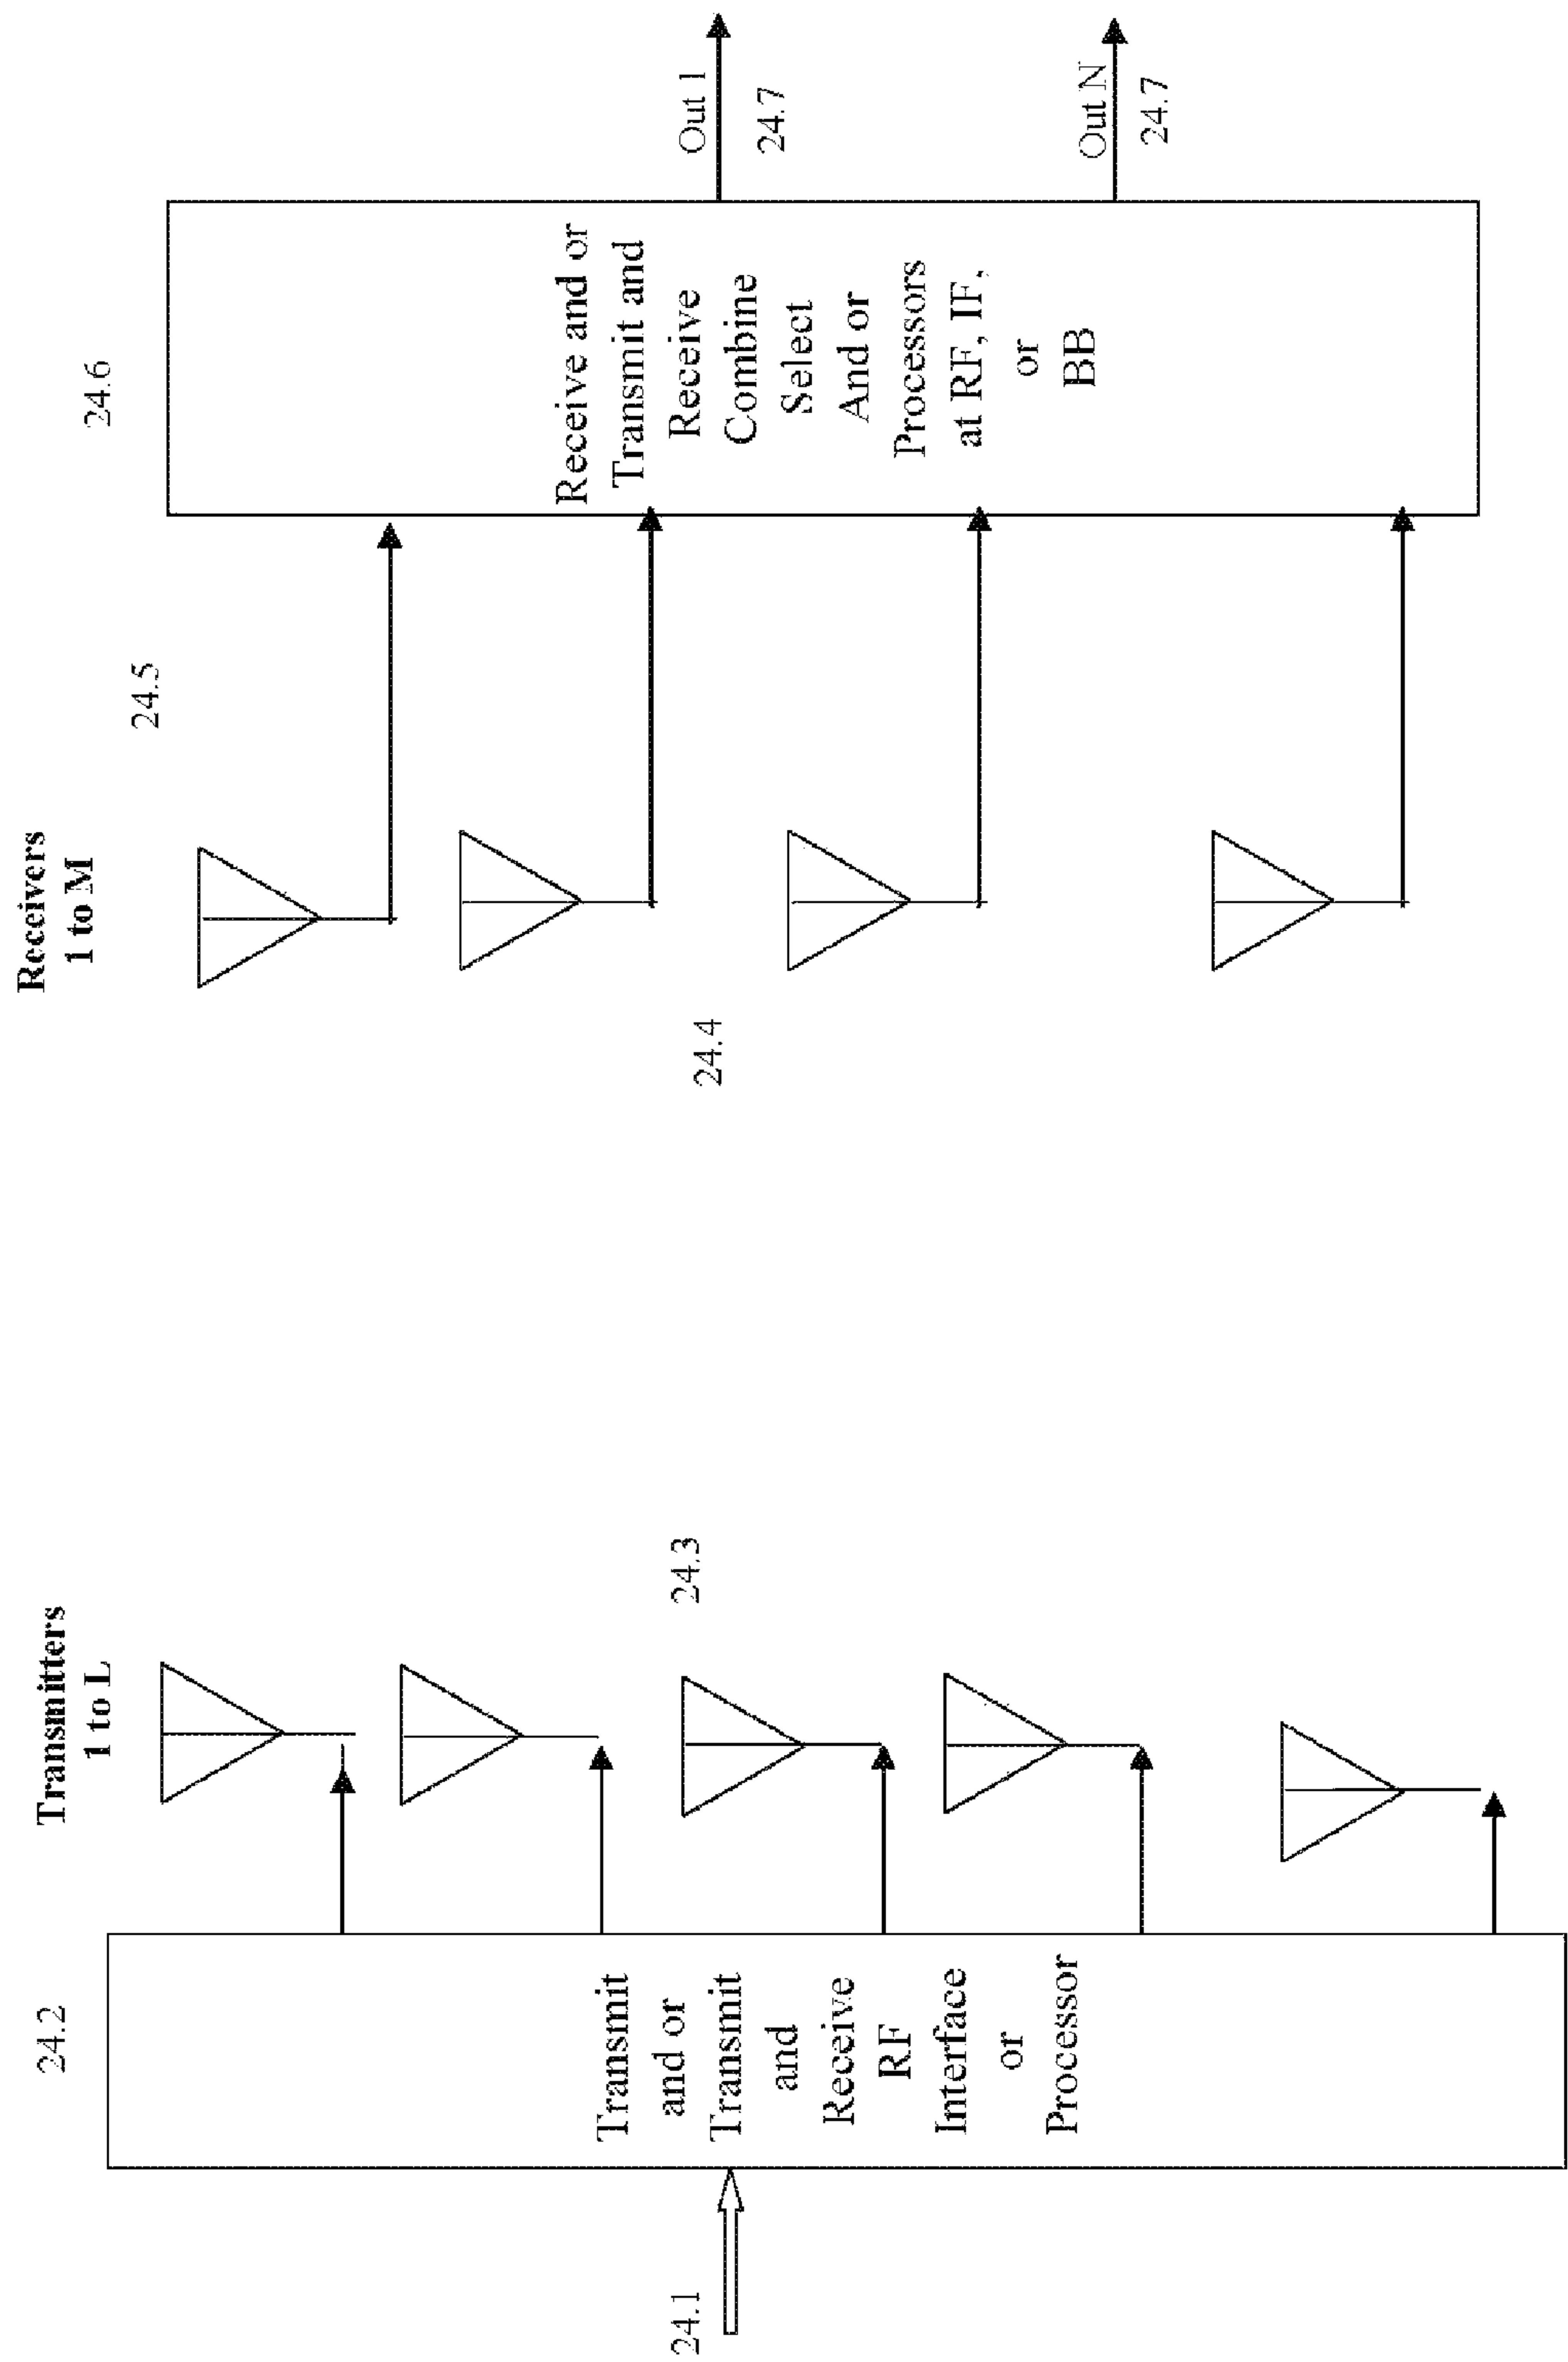 24.1
24.2
Transmit
and or
Transmit
and
Receive
RF
Interface
or
Processor
Transmitters
1 to L
24.3
24.4
Receivers
1 to M
24.5
24.6
Receive and or
Transmit and
Receive
Combine
Select
And or
Processors
at RF, IF,
or
BB
Out 1
24.7
Out N
24.7